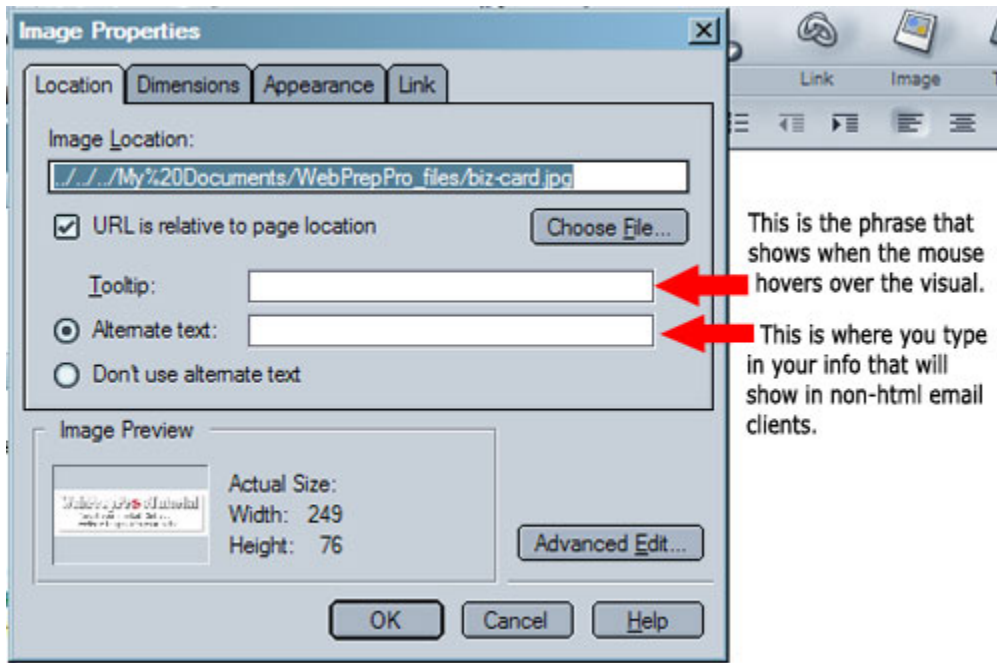 Image Properties
Link
Image
Location
Dimensions
Appearance
Link
Image Location:
../../../My%20Documents/WebPrepPro_files/biz-card.jpg
URL is relative to page location
Choose File...
Tooltip:
Alternate text:
Don't use alternate text
This is the phrase that
shows when the mouse
hovers over the visual.
This is where you type
in your info that will
show in non-html email
clients.
Image Preview
Actual Size:
Width: 249
Height: 76
Advanced Edit...
OK
Cancel
Help